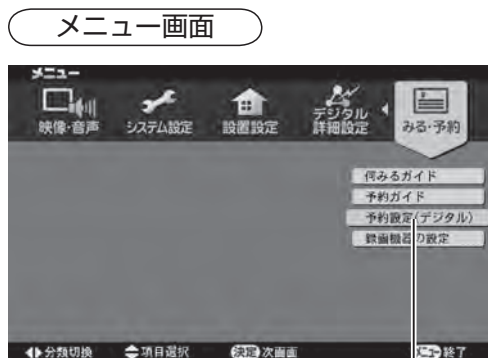 メニュー画面
メニュー
映像・音声
システム設定
設置設定
デジタル
詳細設定
みる・予約
何みるガイド
予約ガイド
予約設定(デジタル)
録画機器の設定
分類切換 項目選択 決定 次画面 メニュー 終了